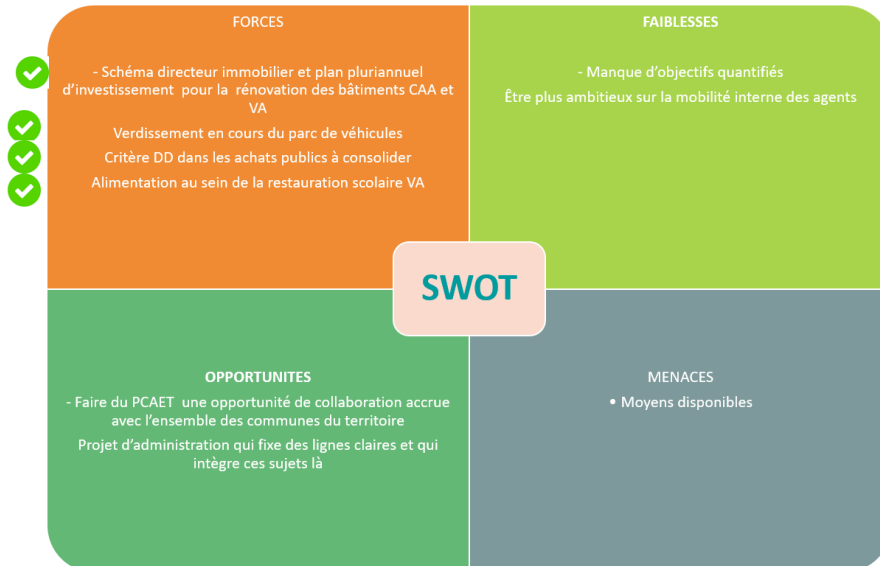 FORCES
- Schéma directeur immobilier et plan pluriannuel
d'investissement pour la rénovation des bâtiments CAA et
VA
Verdissement en cours du parc de véhicules
Critère DD dans les achats publics à consolider
Alimentation au sein de la restauration scolaire VA
FAIBLESSES
- Manque d'objectifs quantifiés
Être plus ambitieux sur la mobilité interne des agents
SWOT
OPPORTUNITES
- Faire du PCAET une opportunité de collaboration accrue
avec l'ensemble des communes du territoire
Projet d'administration qui fixe des lignes claires et qui
intègre ces sujets là
MENACES
• Moyens disponibles